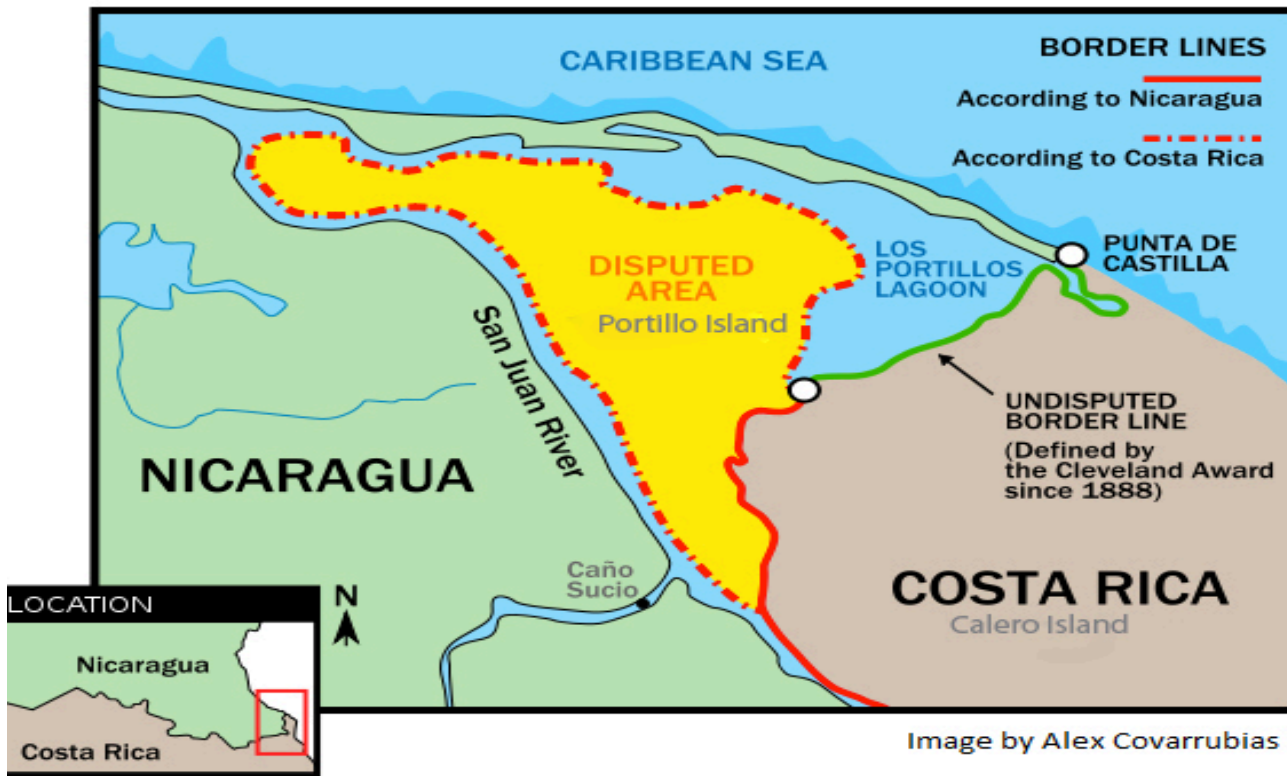 CARIBBEAN SEA
BORDER LINES
According to Nicaragua
According to Costa Rica
PUNTA DE
CASTILLA
LOS
PORTILLOS
LAGOON
DISPUTED
AREA
Portillo Island
San Juan River
UNDISPUTED
BORDER LINE
(Defined by
the Cleveland Award
since 1888)
NICARAGUA
Caño
Sucio
COSTA RICA
Calero Island
N
LOCATION
Nicaragua
Costa Rica
Image by Alex Covarrubias